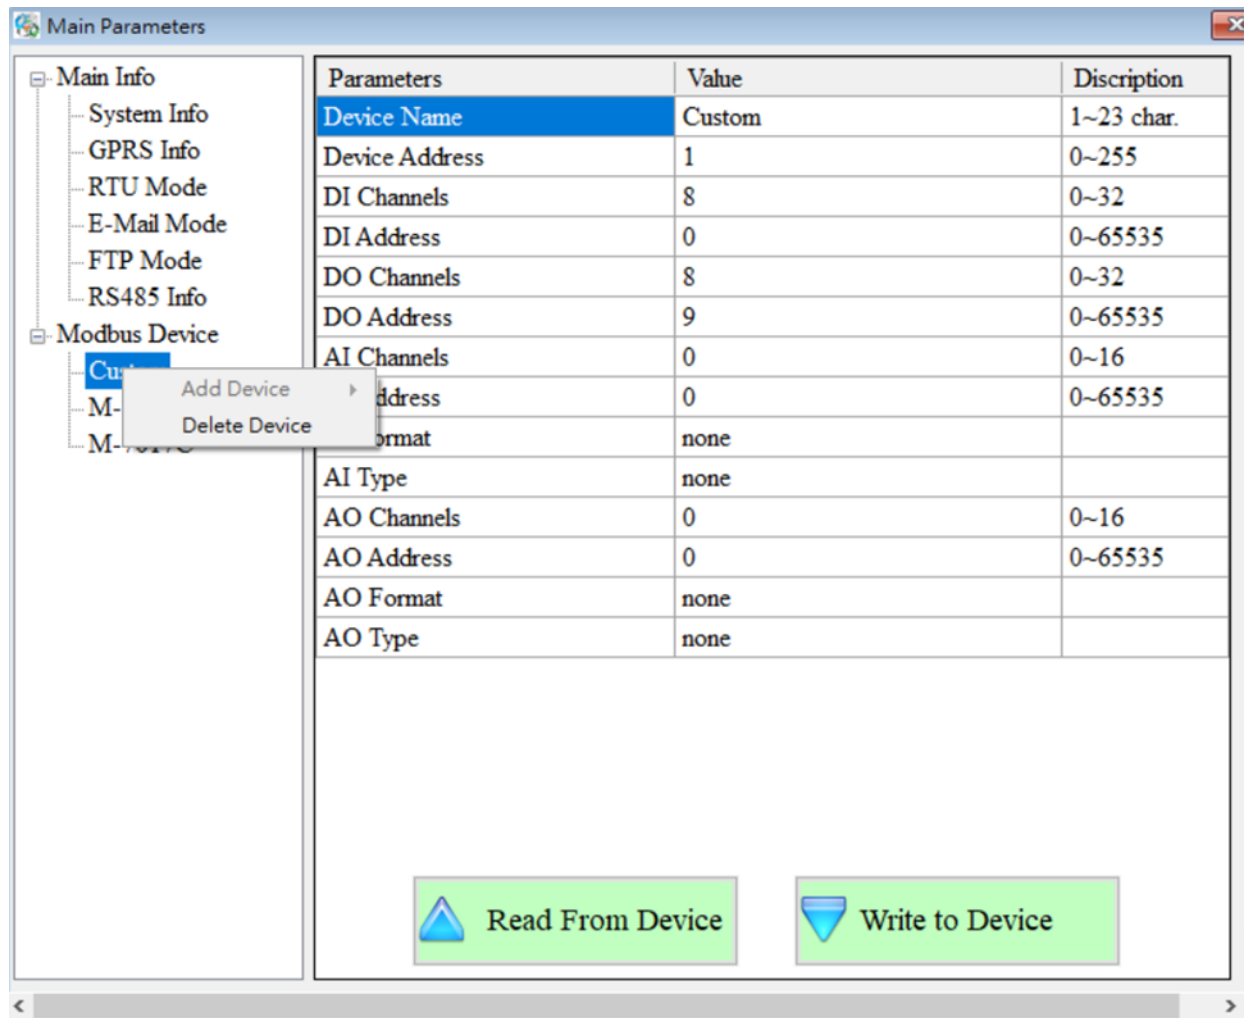 Main Parameters
Main Info
System Info
GPRS Info
RTU Mode
E-Mail Mode
FTP Mode
RS485 Info
Modbus Device
Add Device
Delete Device
Parameters Value Discription
Device Name Custom 1~23 char.
Device Address 1 0~255
DI Channels 8 0~32
DI Address 0 0~65535
DO Channels 8 0~32
DO Address 9 0~65535
AI Channels 0 0~16
ddress 0 0~65535
ormat none
AI Type none
AO Channels 0 0~16
AO Address 0 0~65535
AO Format none
AO Type none
Read From Device
Write to Device